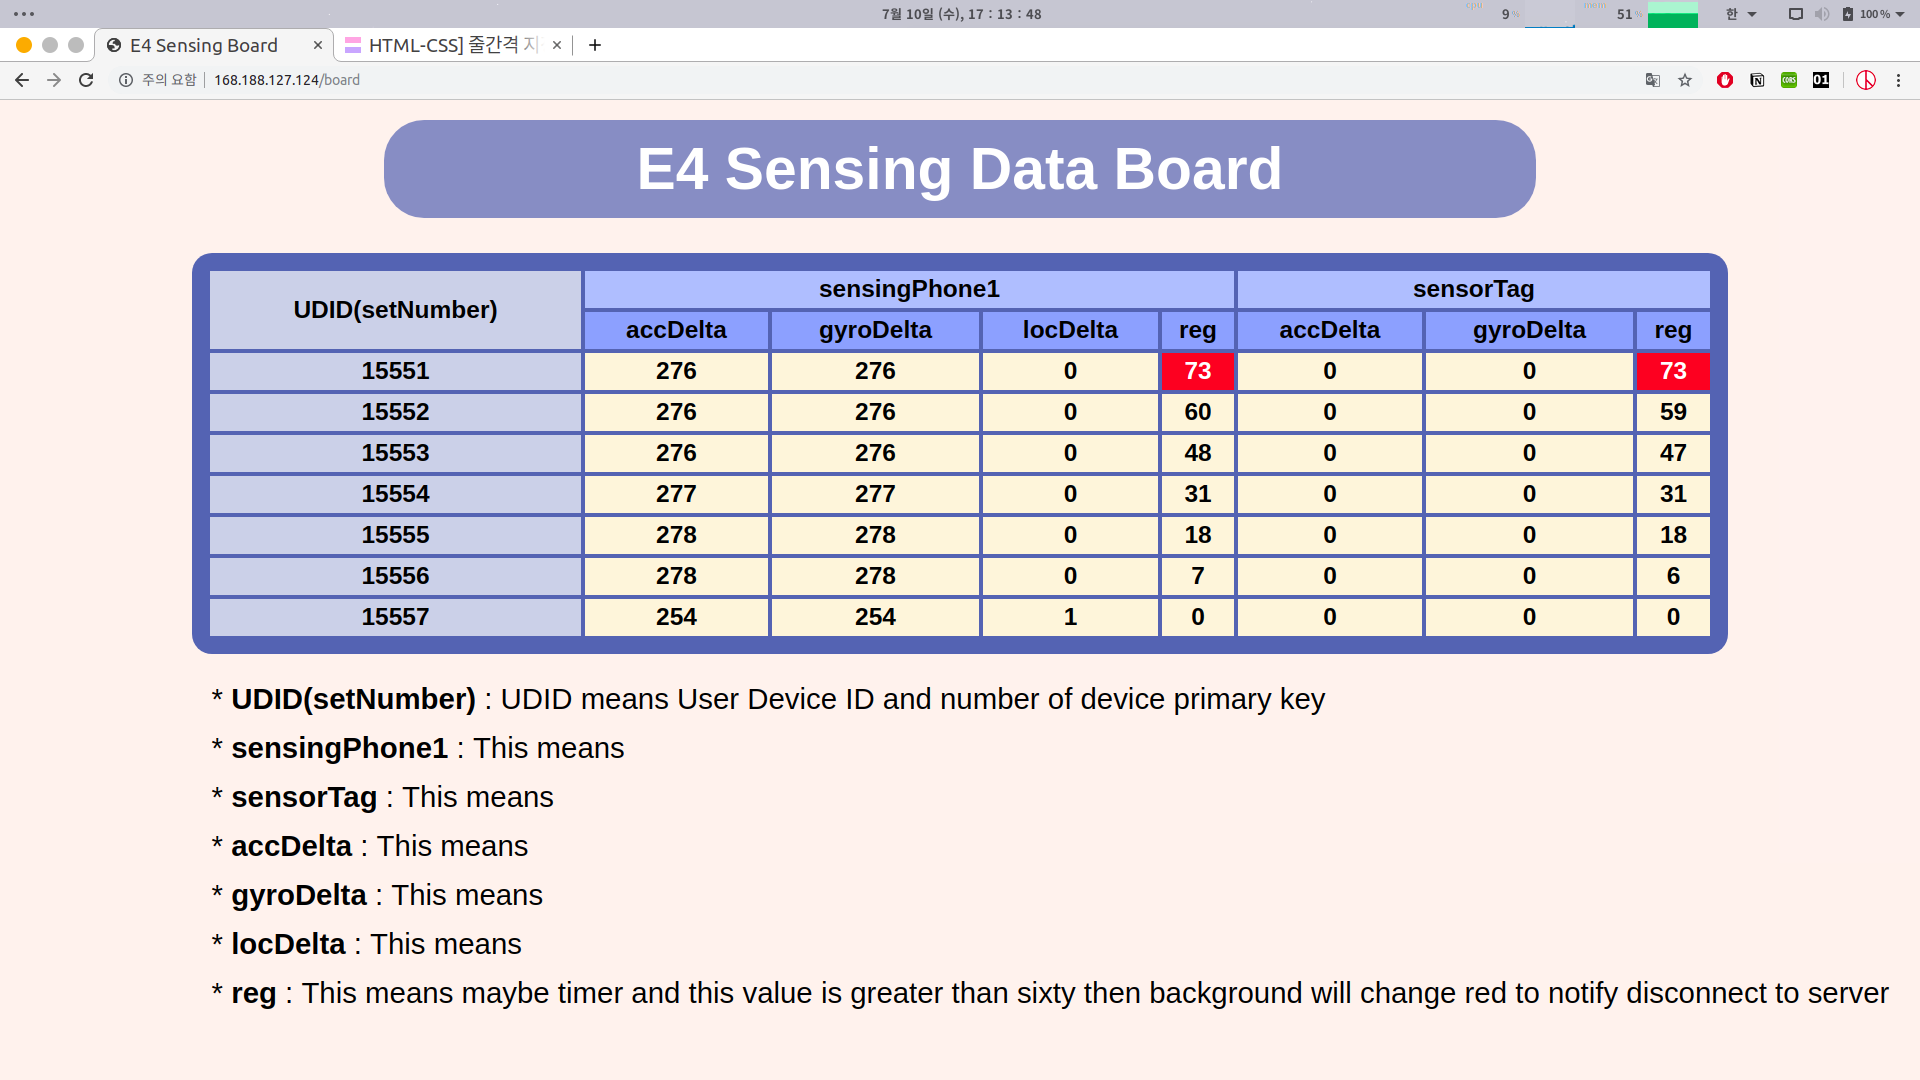 7월 10일 (수), 17 : 13 : 48
cpu 9 %
mem 51 %
한
100 %
E4 Sensing Board
HTML-CSS] 줄간격 지
주의 요함 168.188.127.124/board
CORS
01
E4 Sensing Data Board
UDID(setNumber) sensingPhone1 sensorTag
accDelta gyroDelta locDelta reg accDelta gyroDelta reg
15551 276 276 0 73 0 0 73
15552 276 276 0 60 0 0 59
15553 276 276 0 48 0 0 47
15554 277 277 0 31 0 0 31
15555 278 278 0 18 0 0 18
15556 278 278 0 7 0 0 6
15557 254 254 1 0 0 0 0
* UDID(setNumber) : UDID means User Device ID and number of device primary key
* sensingPhone1 : This means
* sensorTag : This means
* accDelta : This means
* gyroDelta : This means
* locDelta : This means
* reg : This means maybe timer and this value is greater than sixty then background will change red to notify disconnect to server